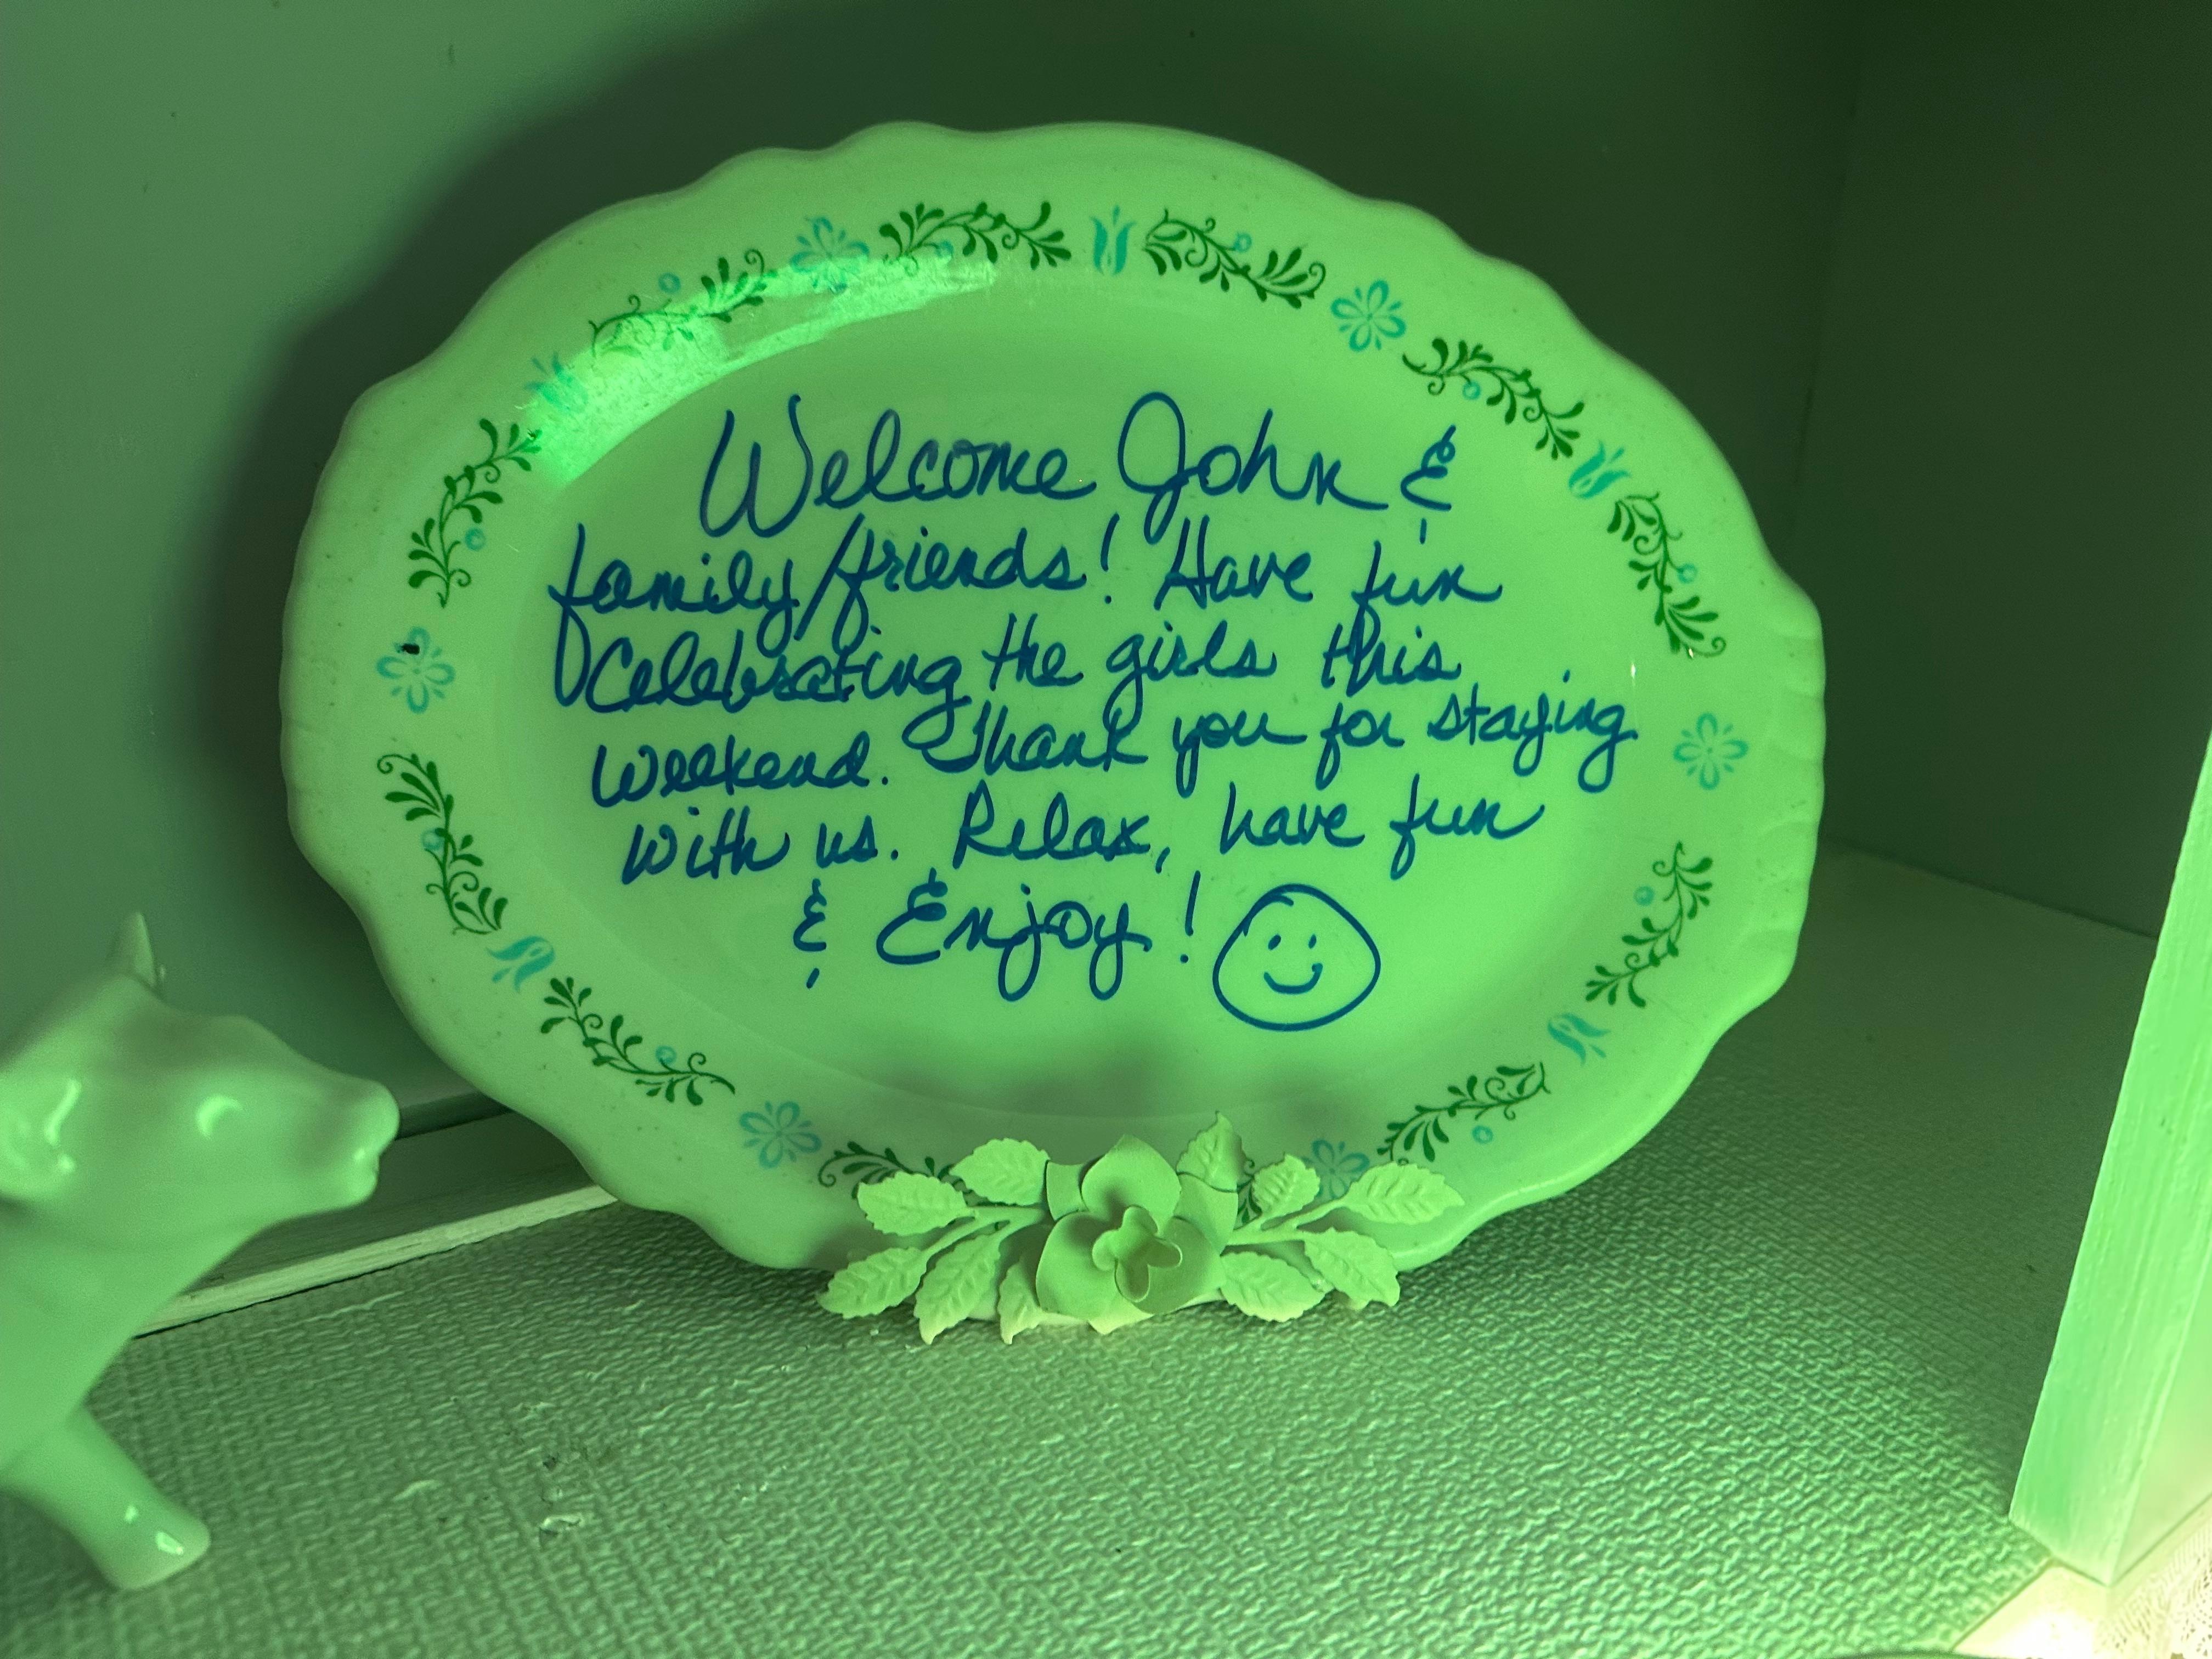 Welcome John &
family/friends! Have fun
Celebrating the girls this
weekend. Thank you for staying
with us. Relax, have fun
& Enjoy!